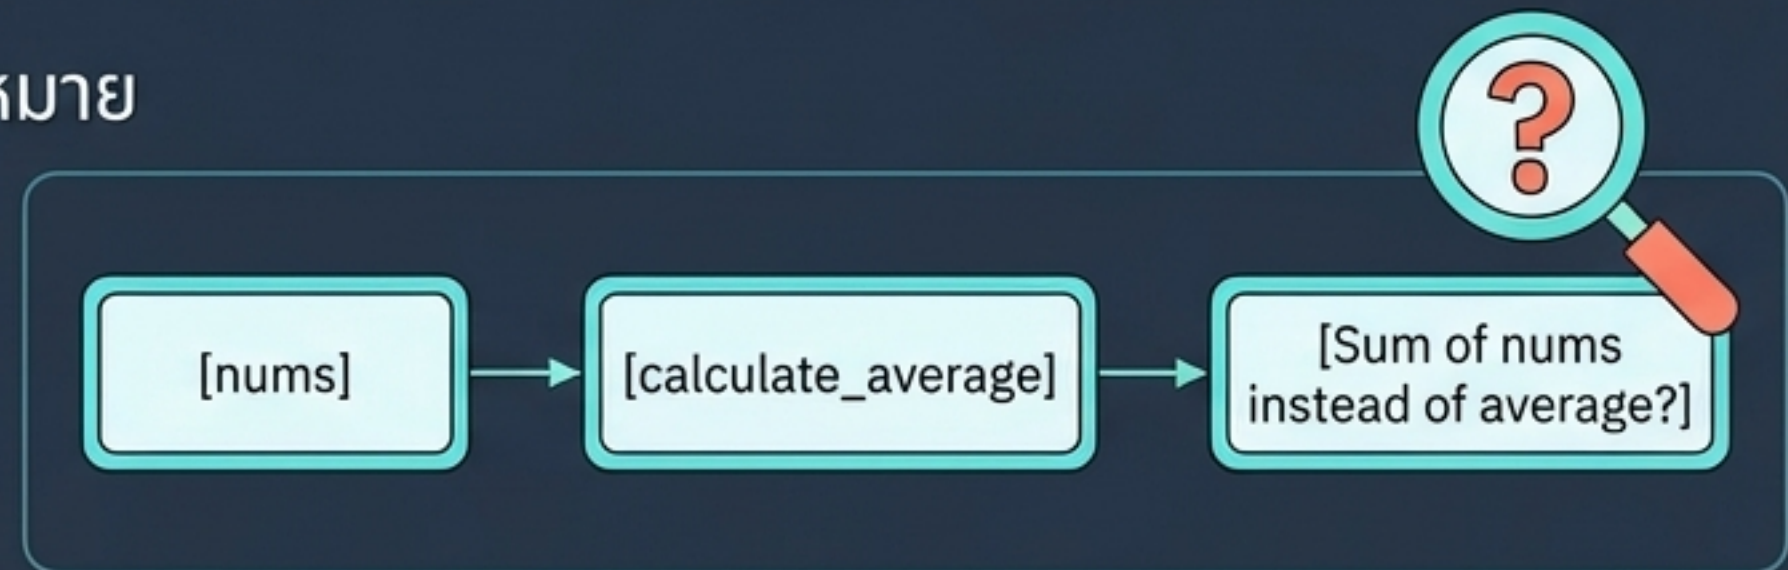 หมาย
?
[nums]
[calculate_average]
[Sum of nums
instead of average?]